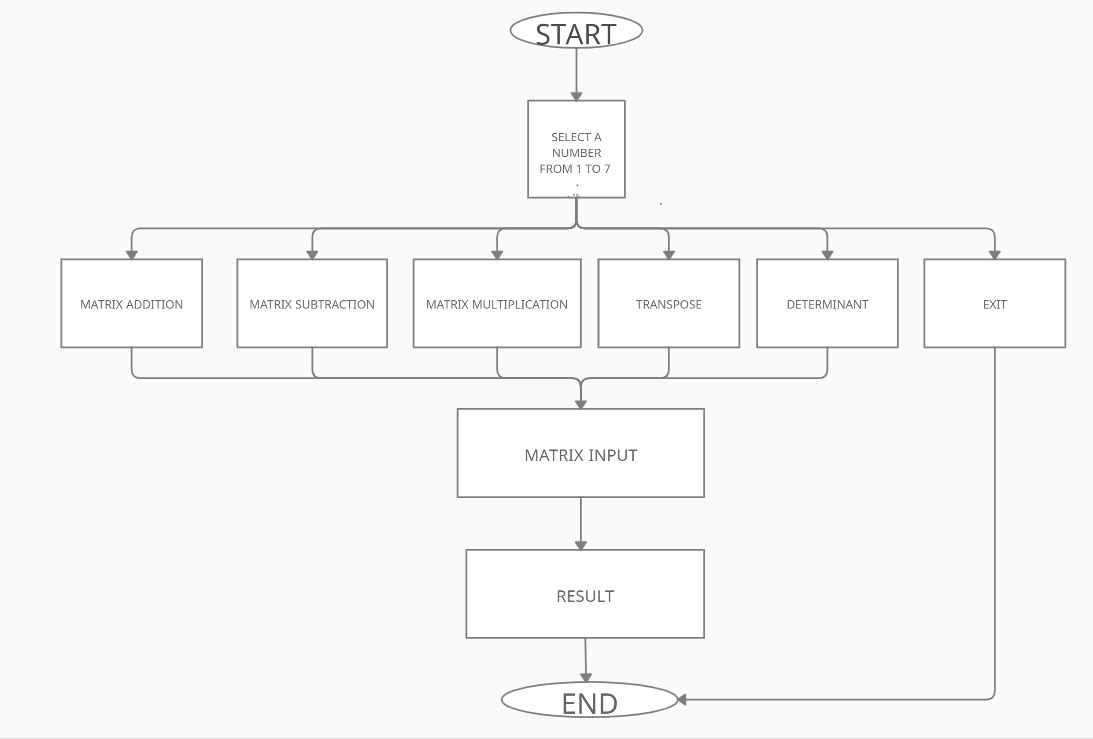 START
SELECT A
NUMBER
FROM 1 TO 7
.
MATRIX ADDITION
MATRIX SUBTRACTION
MATRIX MULTIPLICATION
TRANSPOSE
DETERMINANT
EXIT
MATRIX INPUT
RESULT
END